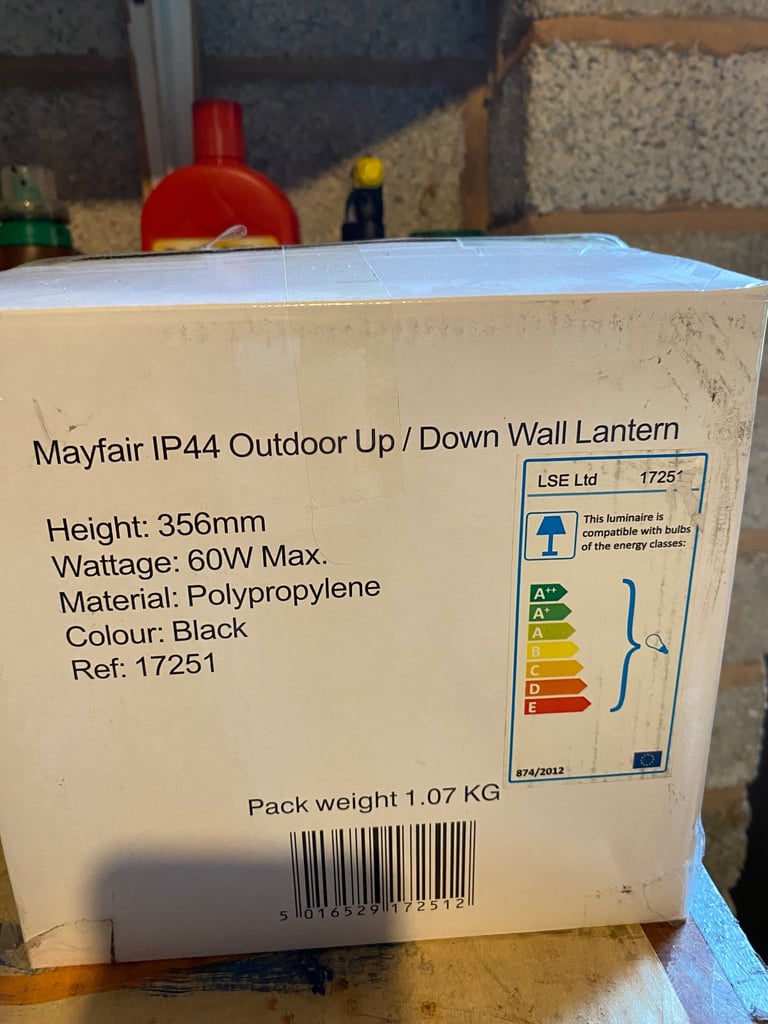 Mayfair IP44 Outdoor Up / Down Wall Lantern
Height: 356mm
Wattage: 60W Max.
Material: Polypropylene
Colour: Black
Ref: 17251
LSE Ltd 17251
This luminaire is
compatible with bulbs
of the energy classes:
A++
A+
A
B
C
D
E
874/2012
Pack weight 1.07 KG
5 016529 172512